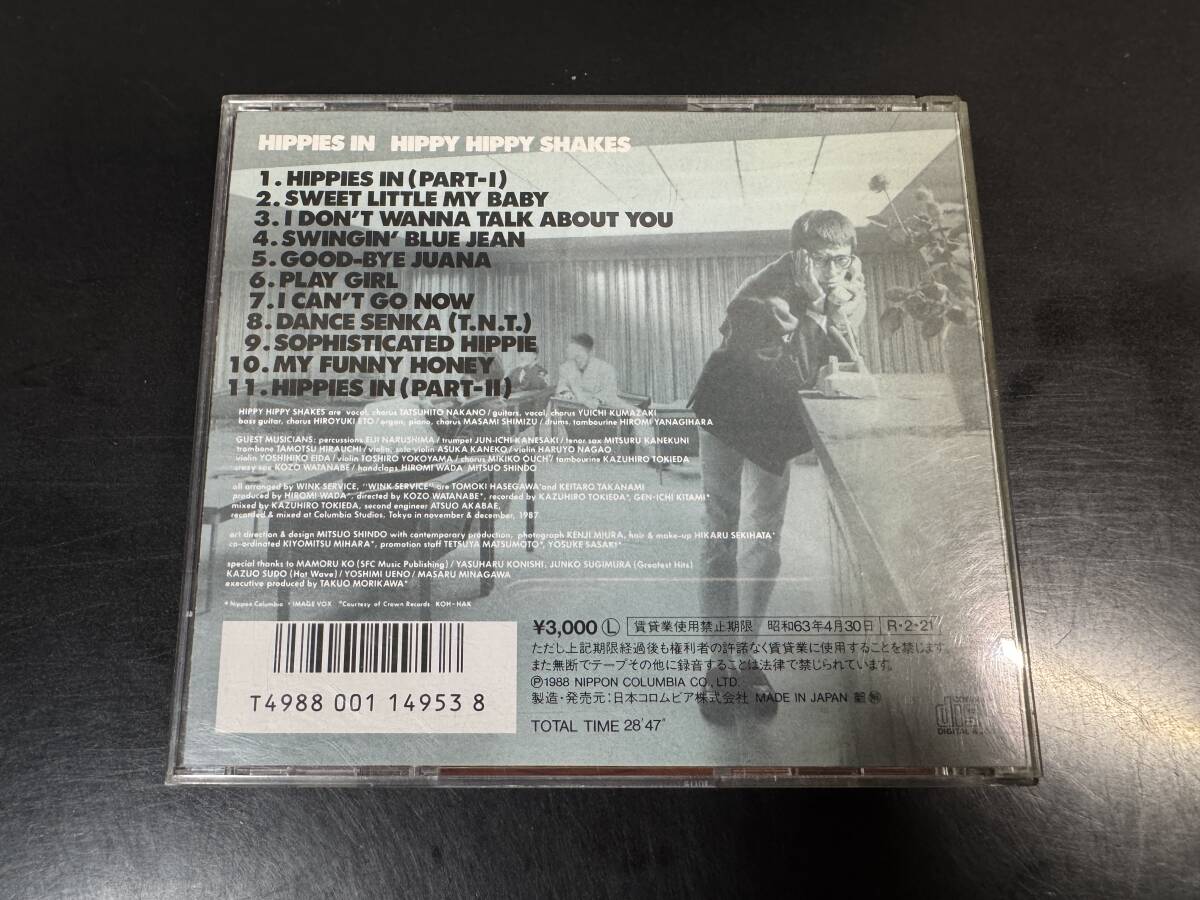 HIPPIES IN HIPPY HIPPY SHAKES
1. HIPPIES IN (PART-I)
2. SWEET LITTLE MY BABY
3. I DON'T WANNA TALK ABOUT YOU
4. SWINGIN' BLUE JEAN
5. GOOD-BYE JUANA
6. PLAY GIRL
7. I CAN'T GO NOW
8. DANCE SENKA (T.N.T.)
9. SOPHISTICATED HIPPIE
10. MY FUNNY HONEY
11. HIPPIES IN (PART-II)
HIPPY HIPPY SHAKES are vocal, chorus TATSUHITO NAKANO / guitars, vocal, chorus YUICHI KUMAZAKI
bass guitar, chorus HIROYUKI ETO / organ, piano, chorus MASAMI SHIMIZU / drums, tambourine HIROMI YANAGIHARA
GUEST MUSICIANS: percussions EIJI NARUSHIMA / trumpet JUN-ICHI KANESAKI / tenor sax MITSURU KANEKUNI
trombone TAMOTSU HIRAUCHI / violin, solo violin ASUKA KANEKO / violin HARUYO NAGAO
violin YOSHIHIKO EIDA / violin TOSHIRO YOKOYAMA / chorus MIKIKO OUCHI* / tambourine KAZUHIRO TOKIEDA
crazy sax KOZO WATANABE / handclaps HIROMI WADA MITSUO SHINDO
all arranged by WINK SERVICE, "WINK SERVICE" are TOMOKI HASEGAWA* and KEITARO TAKANAMI
produced by HIROMI WADA*, directed by KOZO WATANABE*, recorded by KAZUHIRO TOKIEDA*, GEN-ICHI KITAMI*
mixed by KAZUHIRO TOKIEDA, second engineer ATSUO AKABAE,
recorded & mixed at Columbia Studios, Tokyo in november & december, 1987
art direction & design MITSUO SHINDO with contemporary production, photograph KENJI MIURA, hair & make-up HIKARU SEKIHATA*
co-ordinated KIYOMITSU MIHARA*, promotion staff TETSUYA MATSUMOTO*, YOSUKE SASAKI*
special thanks to MAMORU KO (SFC Music Publishing) / YASUHARU KONISHI, JUNKO SUGIMURA (Greatest Hits)
KAZUO SUDO (Hot Wave) / YOSHIMI UENO / MASARU MINAGAWA
executive produced by TAKUO MORIKAWA*
* Nippon Columbia * IMAGE VOX *Courtesy of Crown Records KOH-HAK
¥3,000 Ⓛ 賃貸業使用禁止期限 昭和63年4月30日 R・2・21
ただし上記期限経過後も権利者の許諾なく賃貸業に使用することを禁じます。
また無断でテープその他に録音することは法律で禁じられています。
Ⓟ1988 NIPPON COLUMBIA CO., LTD.
製造・発売元:日本コロムビア株式会社 MADE IN JAPAN
T4988 001 14953 8
TOTAL TIME 28'47"
DIGITAL